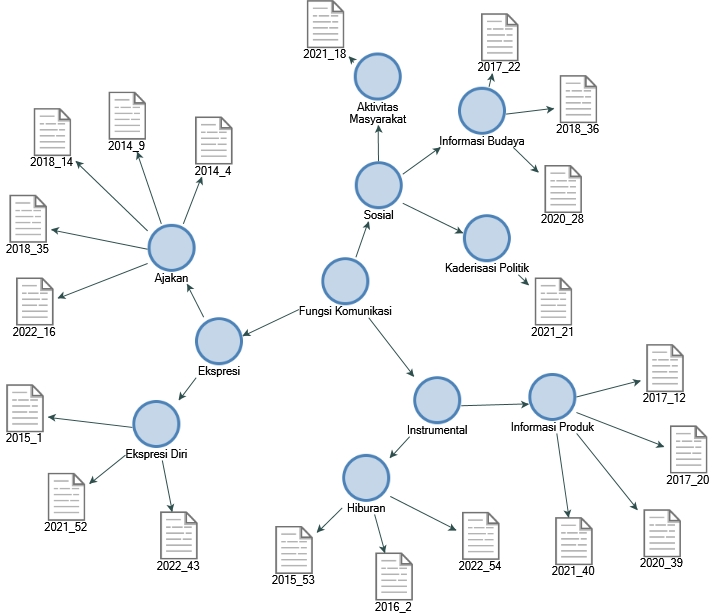 2021_18
2017_22
Aktivitas
Masyarakat
2018_36
Informasi Budaya
2014_9
2018_14
2014_4
2020_28
Sosial
2018_35
Kaderisasi Politik
Ajakan
Fungsi Komunikasi
2022_16
2021_21
Ekspresi
2017_12
2015_1
Instrumental
Informasi Produk
Ekspresi Diri
2017_20
Hiburan
2021_52
2022_43
2015_53
2022_54
2021_40
2020_39
2016_2